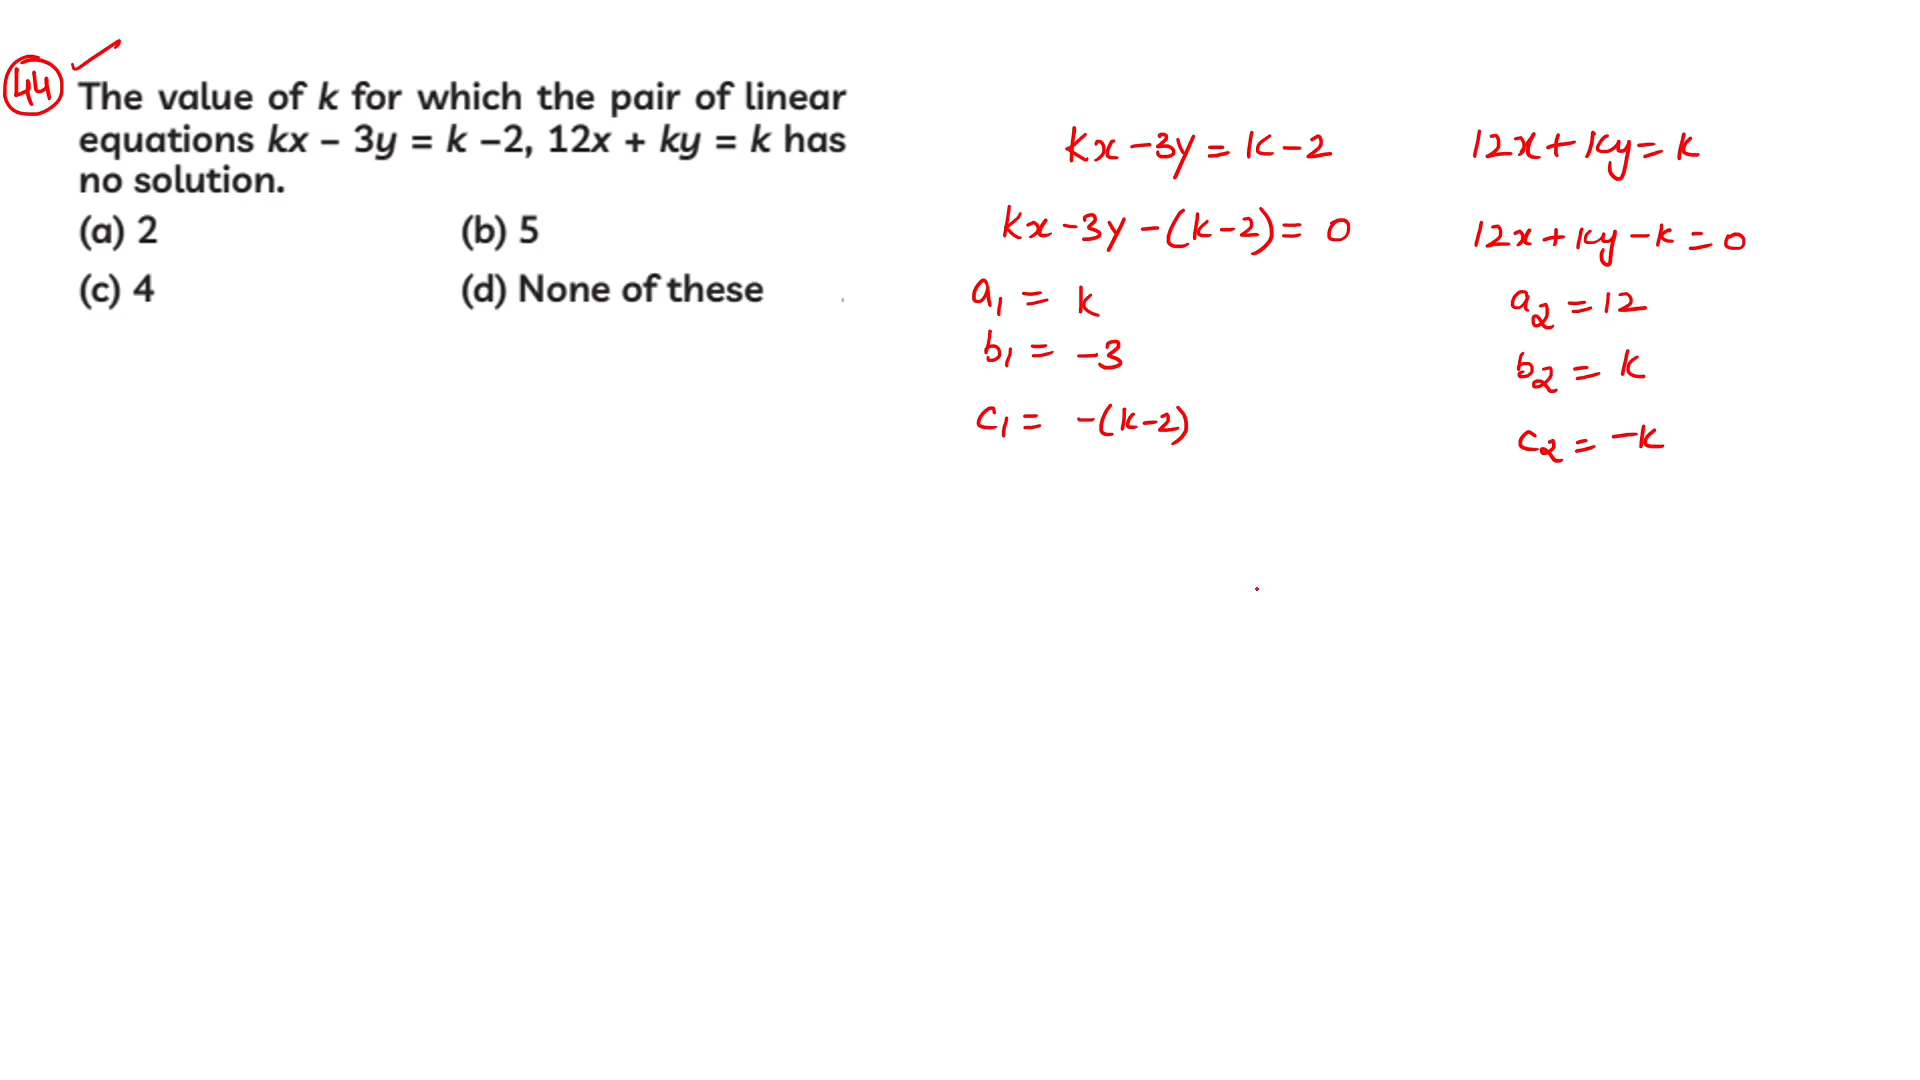 44
The value of k for which the pair of linear
equations kx – 3y = k –2, 12x + ky = k has
no solution.
(a) 2 (b) 5
(c) 4 (d) None of these
kx - 3y = k - 2
kx - 3y - (k - 2) = 0
a₁ = k
b₁ = -3
c₁ = -(k-2)
12x + ky = k
12x + ky - k = 0
a₂ = 12
b₂ = k
c₂ = -k